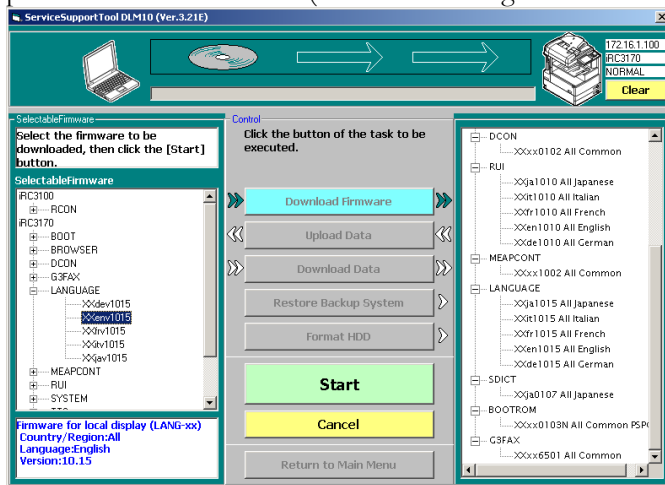 ServiceSupportTool DLM10 (Ver.3.21E)
172.16.1.100
iRC3170
NORMAL
Clear
SelectableFirmware
Select the firmware to be
downloaded, then click the [Start]
button.
SelectableFirmware
iRC3100
RCON
iRC3170
BOOT
BROWSER
DCON
G3FAX
LANGUAGE
XXdev1015
XXenv1015
XXfrv1015
XXitv1015
XXjav1015
MEAPCONT
RUI
SYSTEM
Firmware for local display (LANG-xx)
Country/Region:All
Language:English
Version:10.15
Control
Click the button of the task to be
executed.
Download Firmware
Upload Data
Download Data
Restore Backup System
Format HDD
Start
Cancel
Return to Main Menu
DCON
XXxx0102 All Common
RUI
XXja1010 All Japanese
XXit1010 All Italian
XXfr1010 All French
XXen1010 All English
XXde1010 All German
MEAPCONT
XXxx1002 All Common
LANGUAGE
XXja1015 All Japanese
XXit1015 All Italian
XXfr1015 All French
XXen1015 All English
XXde1015 All German
SDICT
XXja0107 All Japanese
BOOTROM
XXxx0103N All Common PSP
G3FAX
XXxx6501 All Common